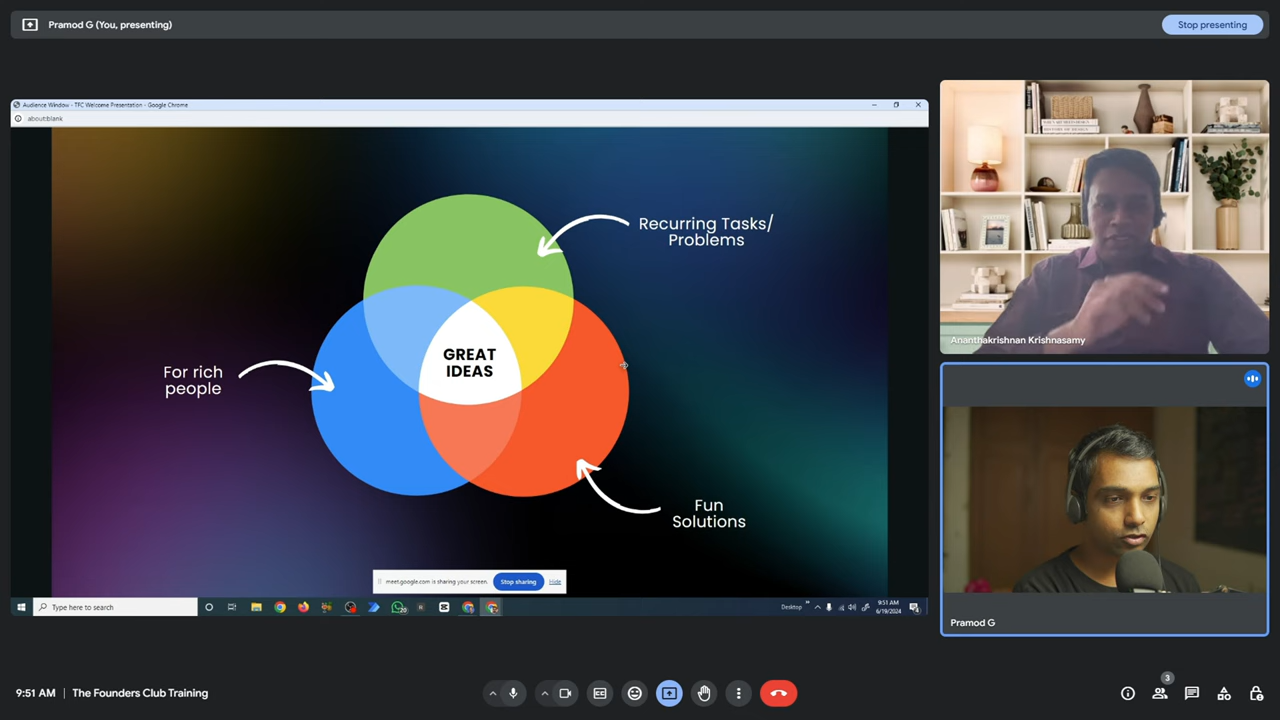 Pramod G (You, presenting)
Stop presenting
Audience Window - TFC Welcome Presentation - Google Chrome
about:blank
Recurring Tasks/
Problems
GREAT
IDEAS
For rich
people
Fun
Solutions
meet.google.com is sharing your screen.
Stop sharing
Hide
Type here to search
20
Desktop
9:51 AM
6/19/2024
Ananthakrishnan Krishnasamy
Pramod G
9:51 AM | The Founders Club Training
3